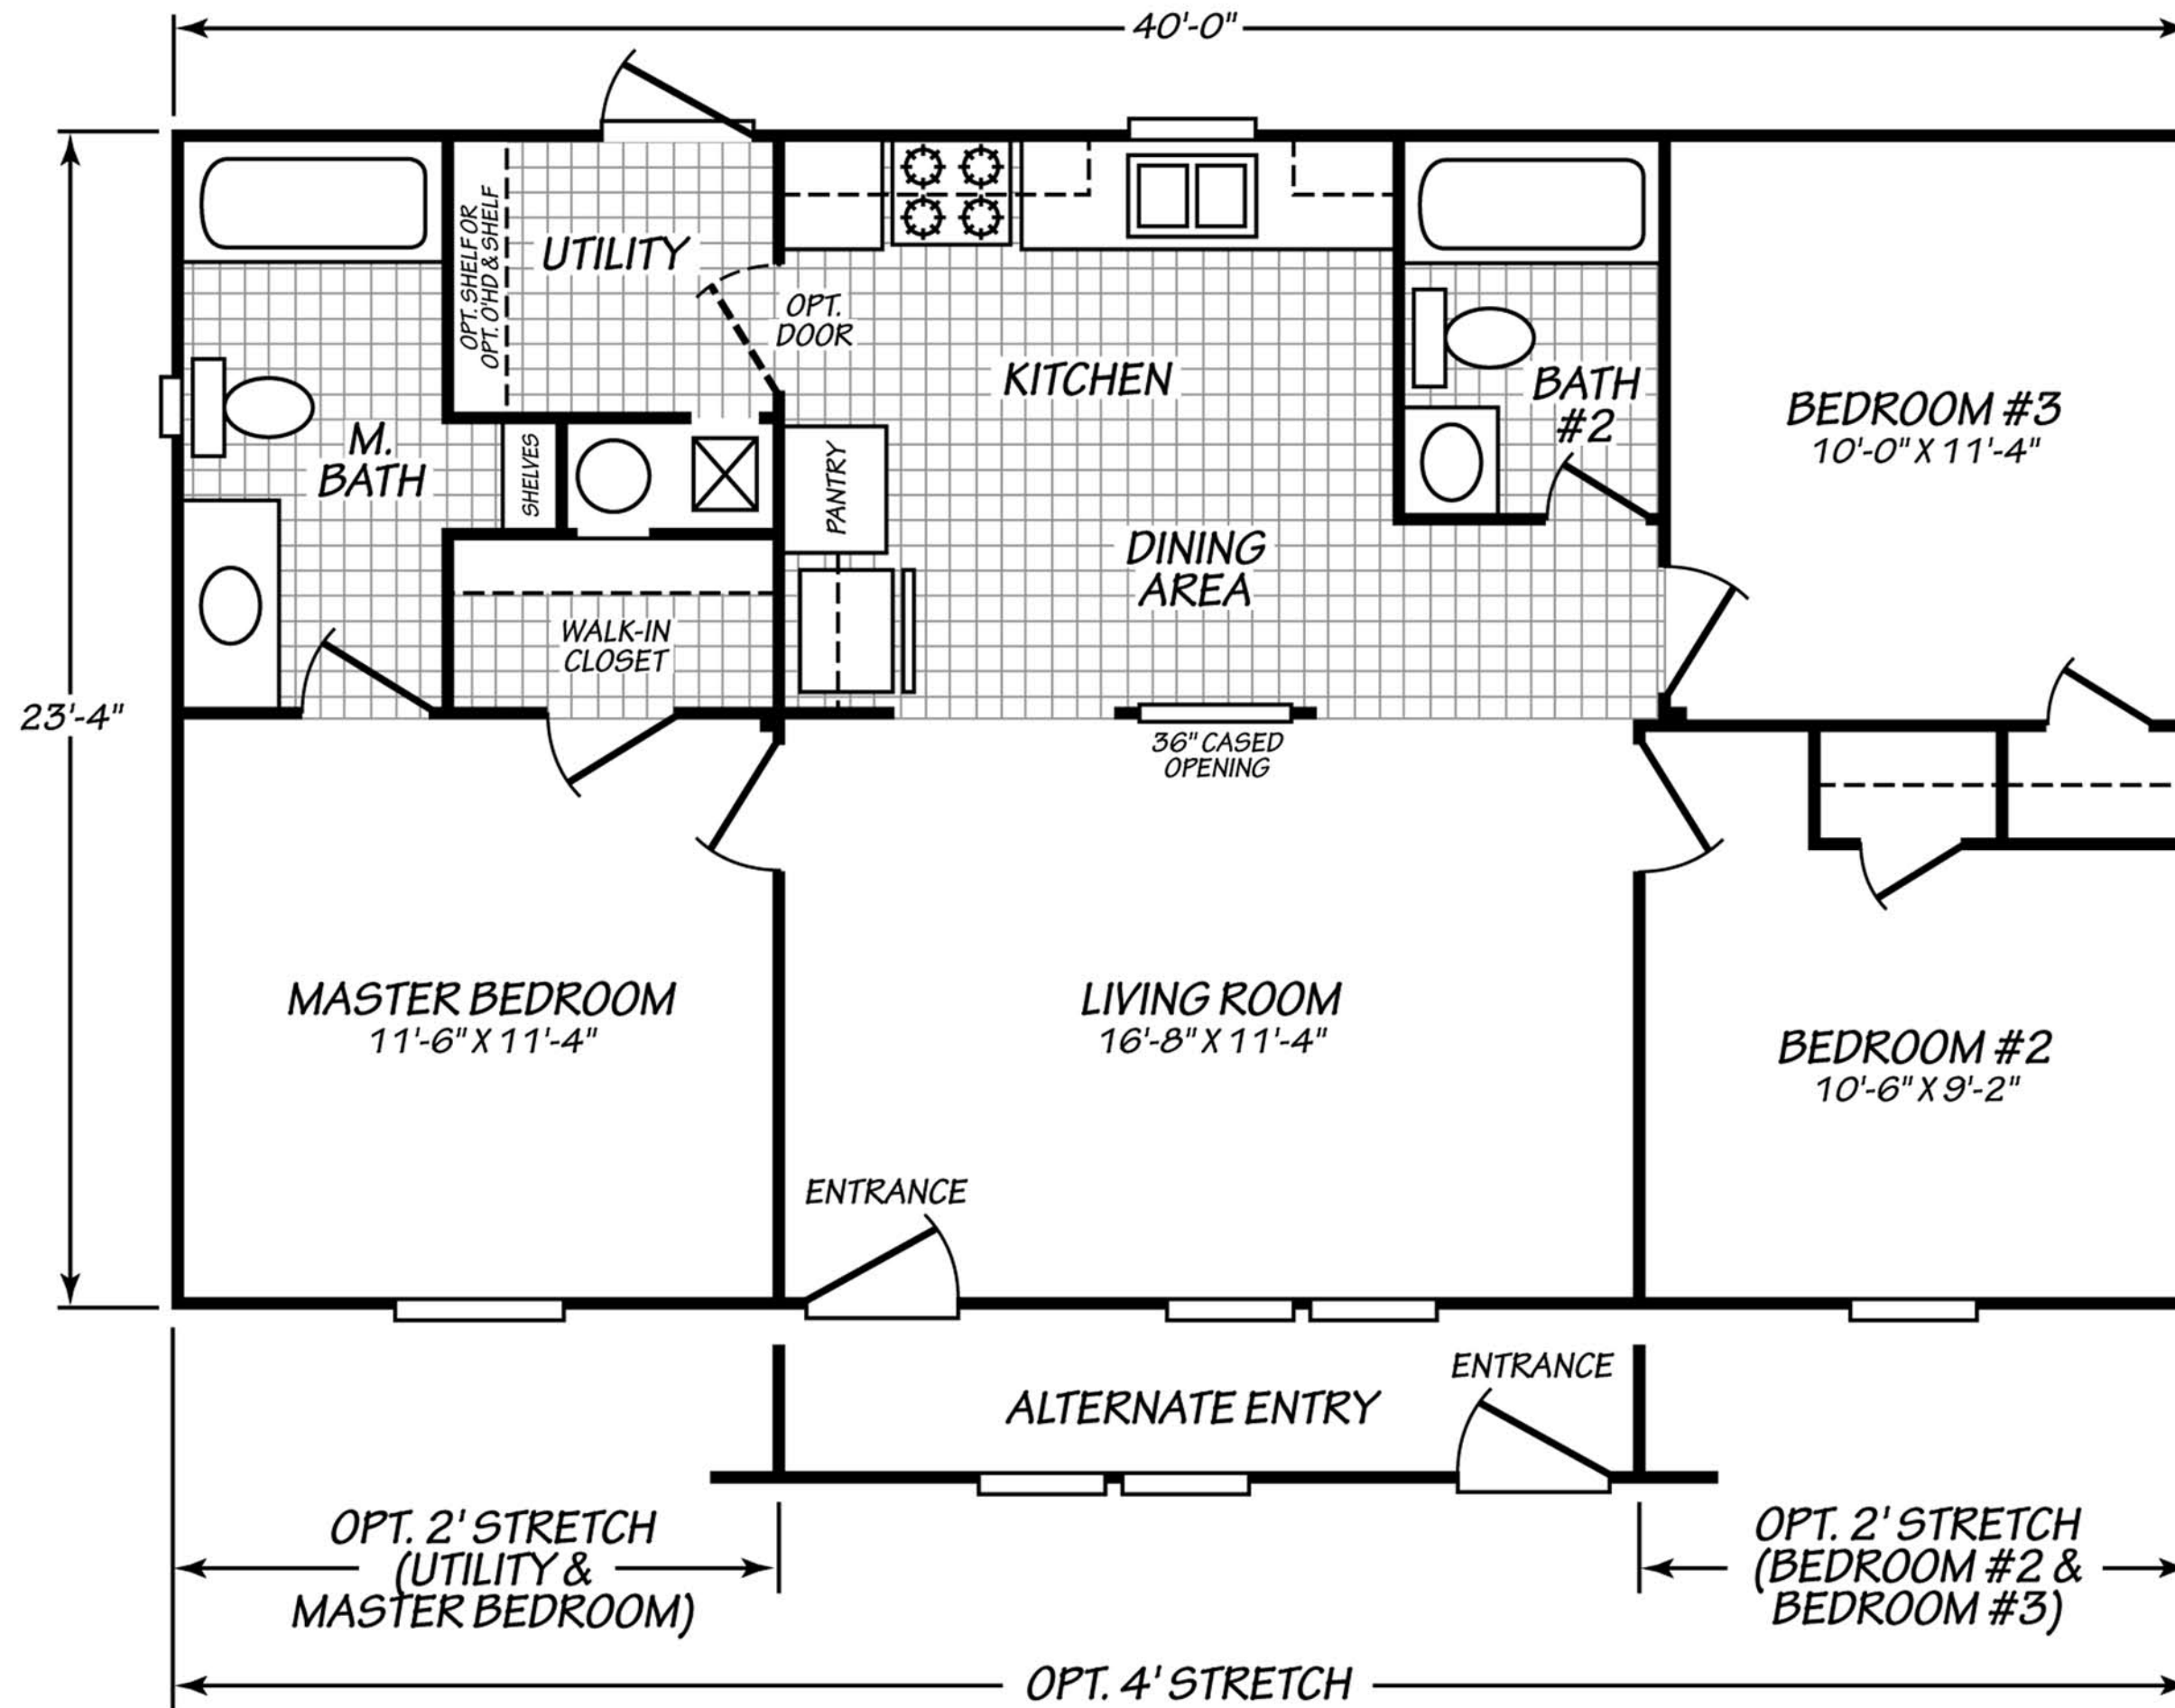 40'-0"
OPT. SHELF OR
OPT. O'HD & SHELF
UTILITY
OPT.
DOOR
KITCHEN
BATH
#2
BEDROOM #3
10'-0" X 11'-4"
M.
BATH
SHELVES
PANTRY
DINING
AREA
WALK-IN
CLOSET
23'-4"
36" CASED
OPENING
MASTER BEDROOM
11'-6" X 11'-4"
LIVING ROOM
16'-8" X 11'-4"
BEDROOM #2
10'-6" X 9'-2"
ENTRANCE
ENTRANCE
ALTERNATE ENTRY
OPT. 2' STRETCH
(UTILITY &
MASTER BEDROOM)
OPT. 2' STRETCH
(BEDROOM #2 &
BEDROOM #3)
OPT. 4' STRETCH